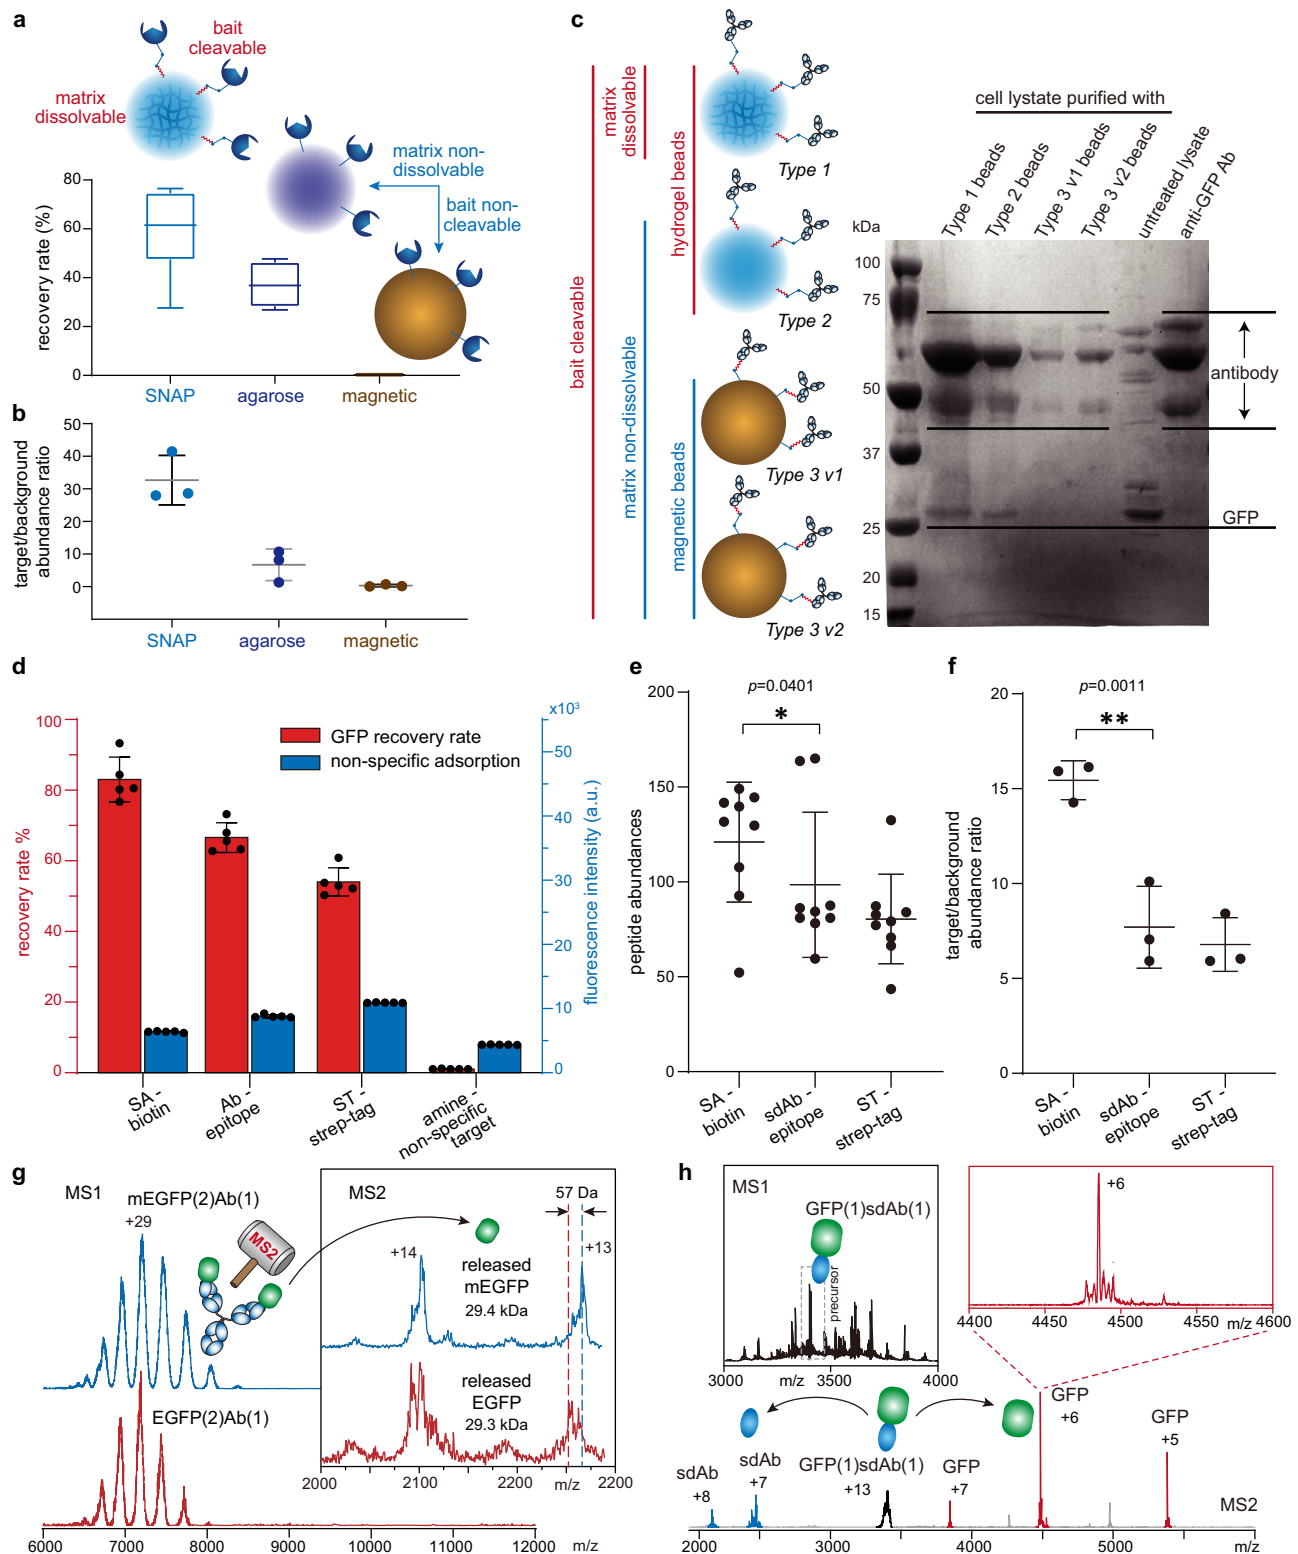 a
bait
cleavable
matrix
dissolvable
matrix non-
dissolvable
bait non-
cleavable
recovery rate (%)
80
60
40
20
0
SNAP
agarose
magnetic
b
target/background
abundance ratio
50
40
30
20
10
0
SNAP
agarose
magnetic
c
bait cleavable
matrix
dissolvable
matrix non-dissolvable
hydrogel beads
magnetic beads
Type 1
Type 2
Type 3 v1
Type 3 v2
cell lystate purified with
Type 1 beads
Type 2 beads
Type 3 v1 beads
Type 3 v2 beads
untreated lysate
anti-GFP Ab
kDa
100
75
50
37
25
20
15
antibody
GFP
d
recovery rate %
100
80
60
40
20
0
GFP recovery rate
non-specific adsorption
x10³
50
40
30
20
10
0
fluorescence intensity (a.u.)
SA -
biotin
Ab -
epitope
ST -
strep-tag
amine -
non-specific
target
e
p=0.0401
*
peptide abundances
200
150
100
50
0
SA -
biotin
sdAb -
epitope
ST -
strep-tag
f
p=0.0011
**
target/background
abundance ratio
20
15
10
5
0
SA -
biotin
sdAb -
epitope
ST -
strep-tag
g
MS1
mEGFP(2)Ab(1)
+29
MS2
EGFP(2)Ab(1)
6000
7000
8000
9000
10000
11000
12000
m/z
MS2
57 Da
+14
+13
released
mEGFP
29.4 kDa
released
EGFP
29.3 kDa
2000
2100
2200
m/z
2200
h
MS1
GFP(1)sdAb(1)
precursor
3000
m/z
3500
4000
+6
4400
4450
4500
4550
m/z
4600
sdAb
+8
sdAb
+7
GFP(1)sdAb(1)
+13
GFP
+7
GFP
+6
GFP
+5
MS2
2000
3000
4000
5000
m/z